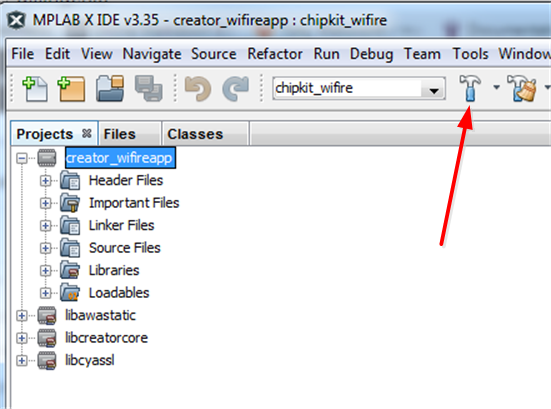 MPLAB X IDE v3.35 - creator_wifireapp : chipkit_wifire
File Edit View Navigate Source Refactor Run Debug Team Tools Window
chipkit_wifire
Projects Files Classes
creator_wifireapp
Header Files
Important Files
Linker Files
Source Files
Libraries
Loadables
libawastatic
libcreatorcore
libcyassl